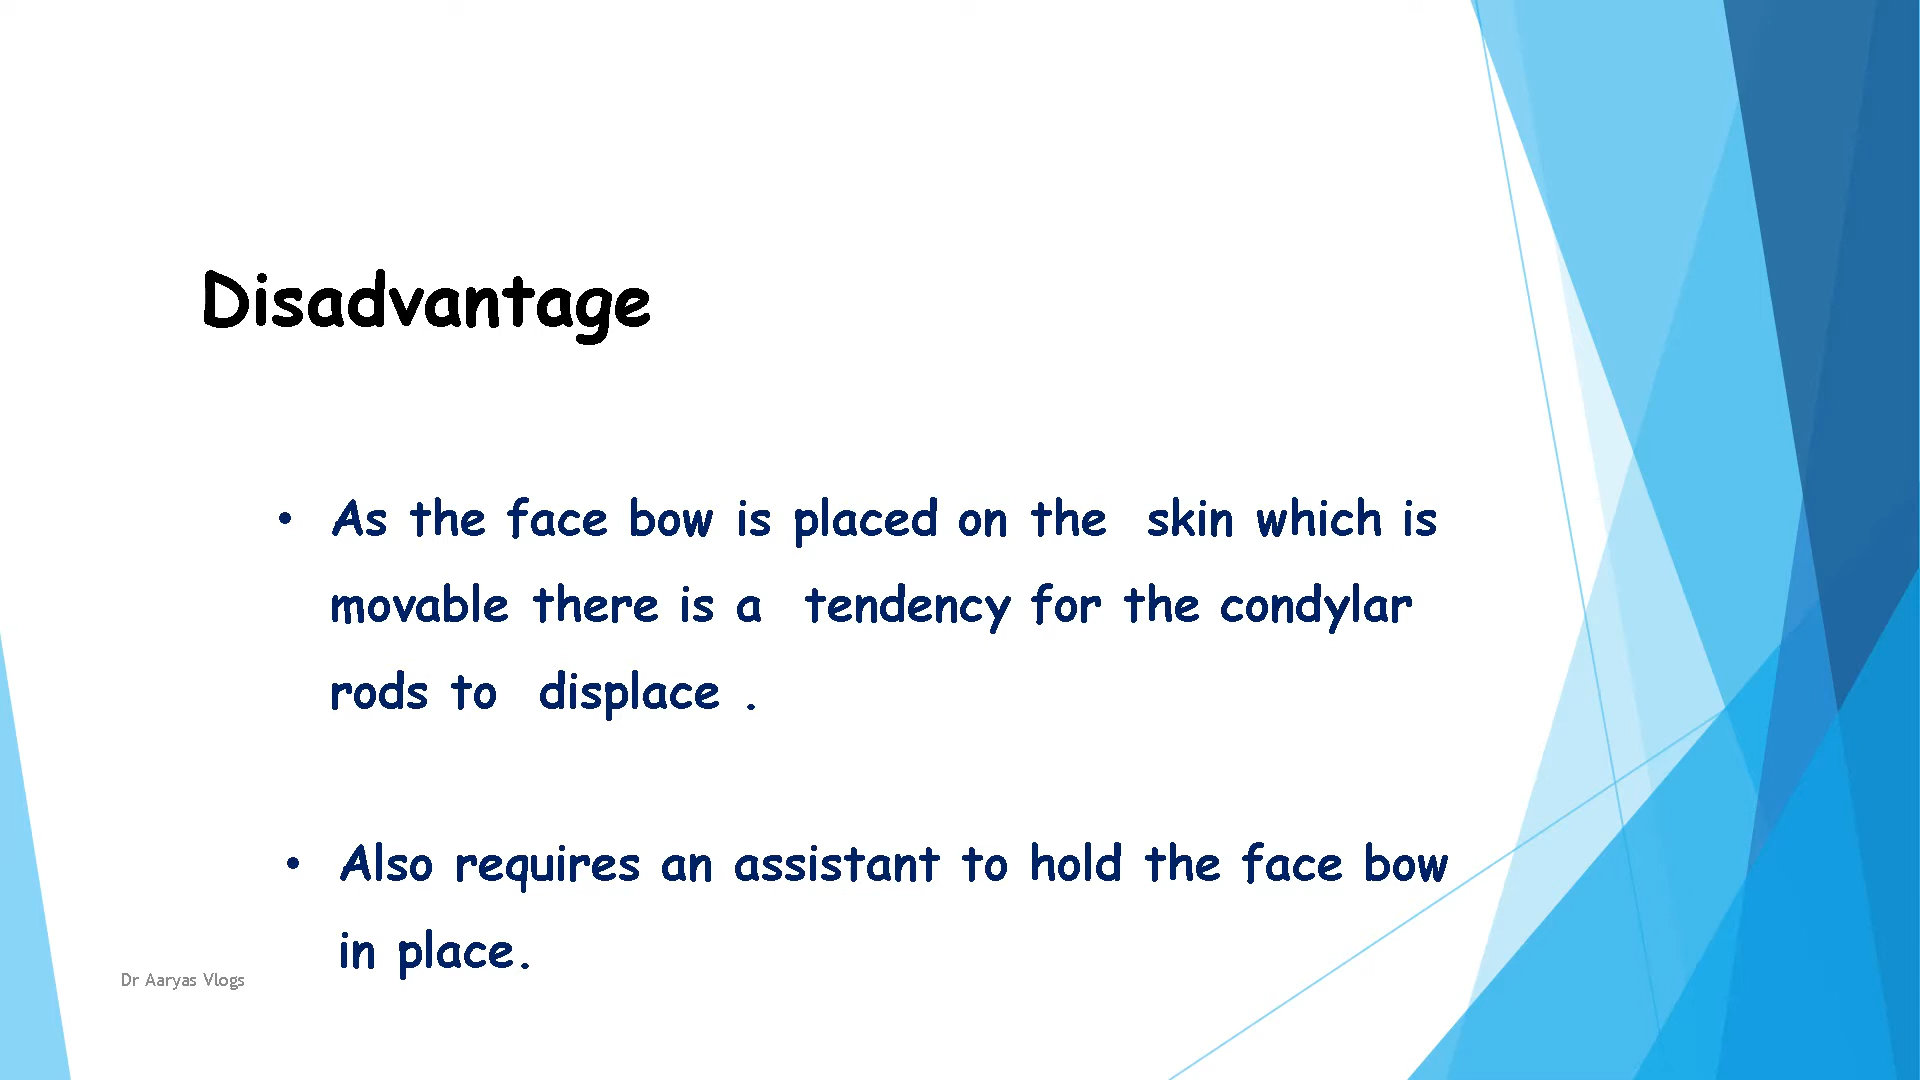 Disadvantage
• As the face bow is placed on the skin which is
movable there is a tendency for the condylar
rods to displace .
• Also requires an assistant to hold the face bow
in place.
Dr Aaryas Vlogs